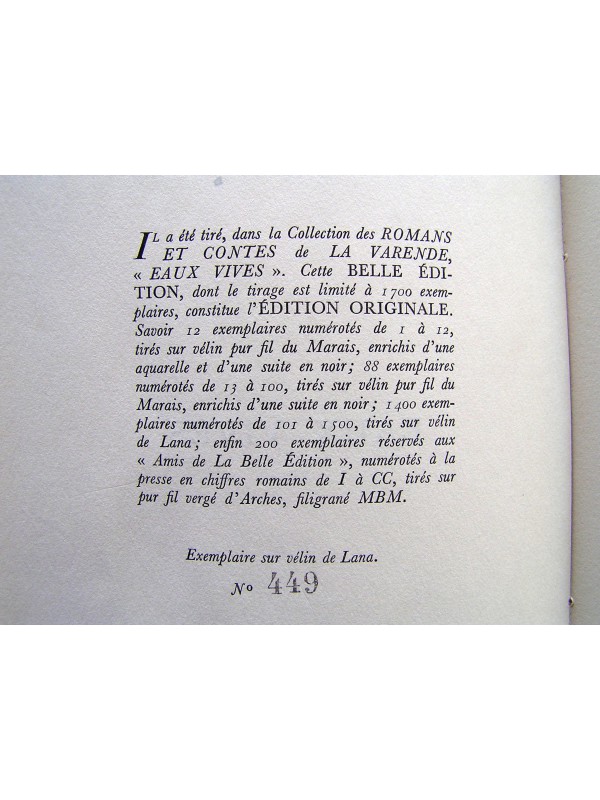 IL a été tiré, dans la Collection des ROMANS
ET CONTES de LA VARENDE,
« EAUX VIVES ». Cette BELLE ÉDI-
TION, dont le tirage est limité à 1700 exem-
plaires, constitue l'ÉDITION ORIGINALE.
Savoir 12 exemplaires numérotés de 1 à 12,
tirés sur vélin pur fil du Marais, enrichis d'une
aquarelle et d'une suite en noir ; 88 exemplaires
numérotés de 13 à 100, tirés sur vélin pur fil du
Marais, enrichis d'une suite en noir ; 1400 exem-
plaires numérotés de 101 à 1500, tirés sur vélin
de Lana ; enfin 200 exemplaires réservés aux
« Amis de La Belle Édition », numérotés à la
presse en chiffres romains de I à CC, tirés sur
pur fil vergé d'Arches, filigrané MBM.
Exemplaire sur vélin de Lana.
No 449